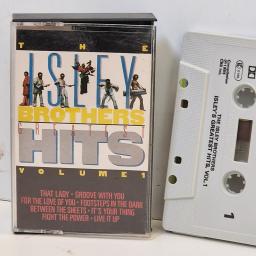 THE
ISLEY
BROTHERS
GREATEST
HITS
VOLUME 1
THAT LADY • GROOVE WITH YOU
FOR THE LOVE OF YOU • FOOTSTEPS IN THE DARK
BETWEEN THE SHEETS • IT'S YOUR THING
FIGHT THE POWER • LIVE IT UP
THE ISLEY BROTHERS
ISLEY'S GREATEST HITS, VOL.1
1